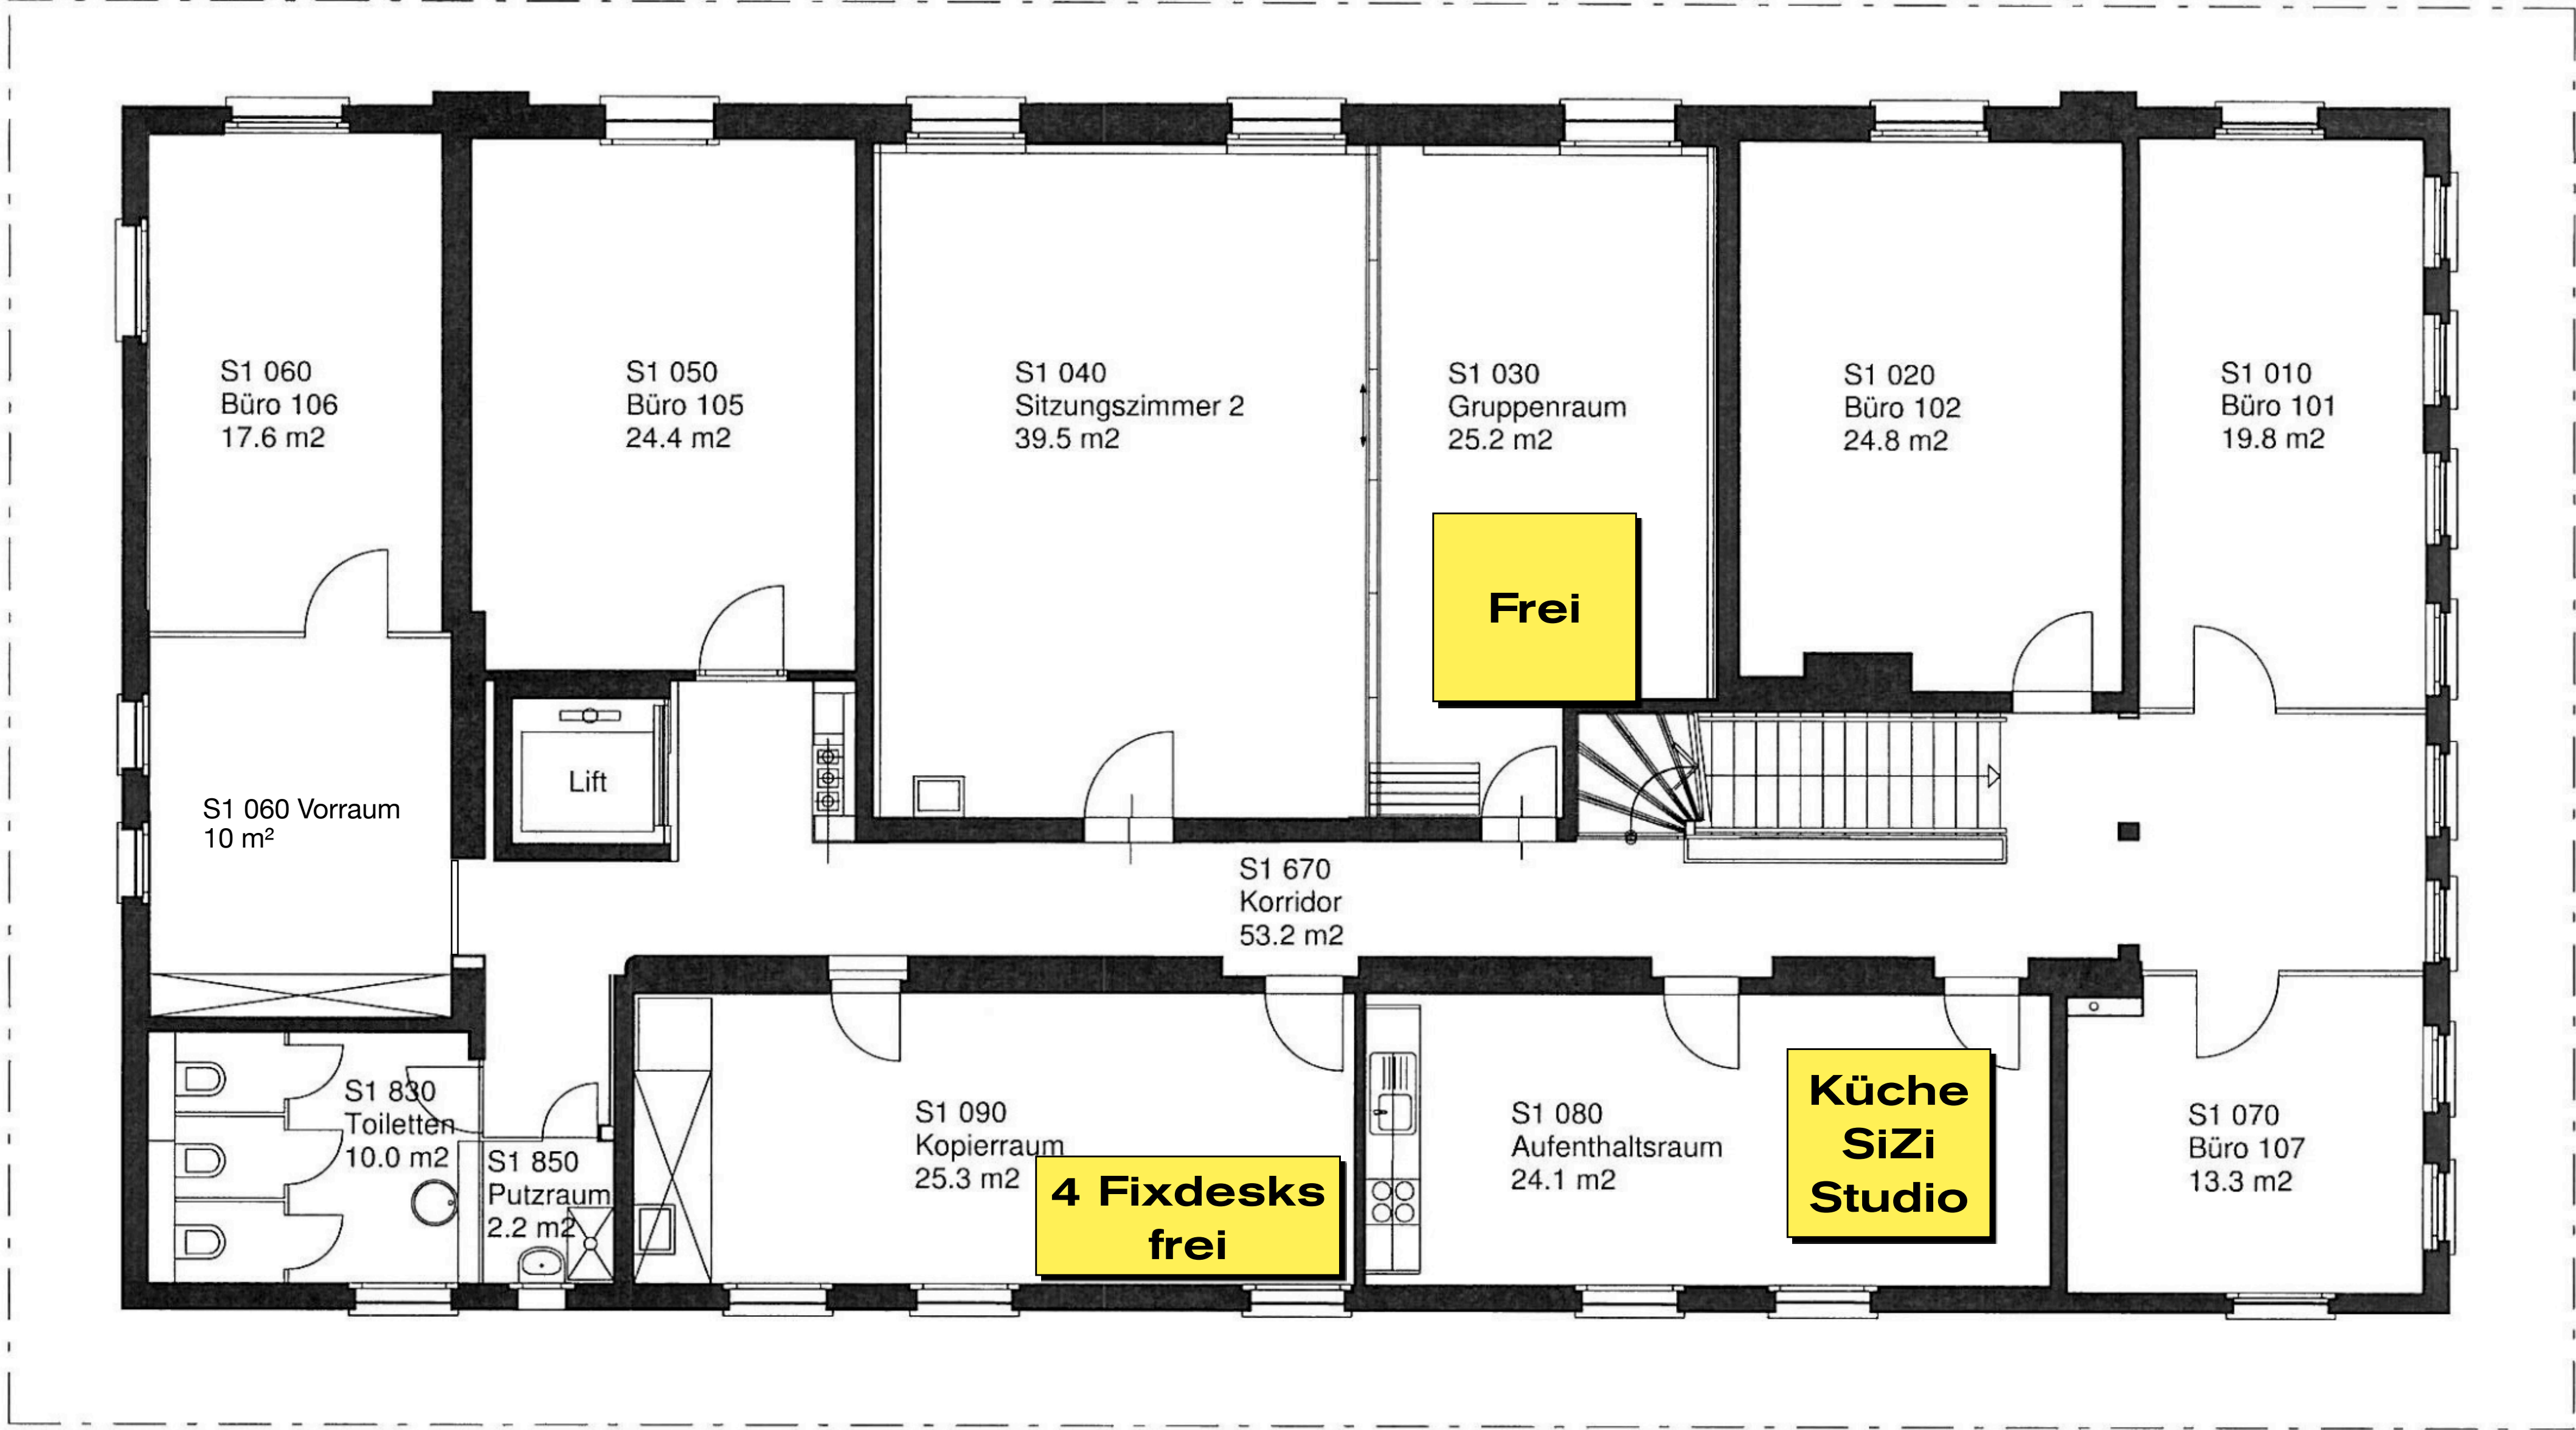 S1 060
Büro 106
17.6 m2
S1 050
Büro 105
24.4 m2
S1 040
Sitzungszimmer 2
39.5 m2
S1 030
Gruppenraum
25.2 m2
S1 020
Büro 102
24.8 m2
S1 010
Büro 101
19.8 m2
Frei
Lift
S1 060 Vorraum
10 m²
S1 670
Korridor
53.2 m2
S1 830
Toiletten
10.0 m2
S1 850
Putzraum
2.2 m2
S1 090
Kopierraum
25.3 m2
4 Fixdesks
frei
S1 080
Aufenthaltsraum
24.1 m2
Küche
SiZi
Studio
S1 070
Büro 107
13.3 m2